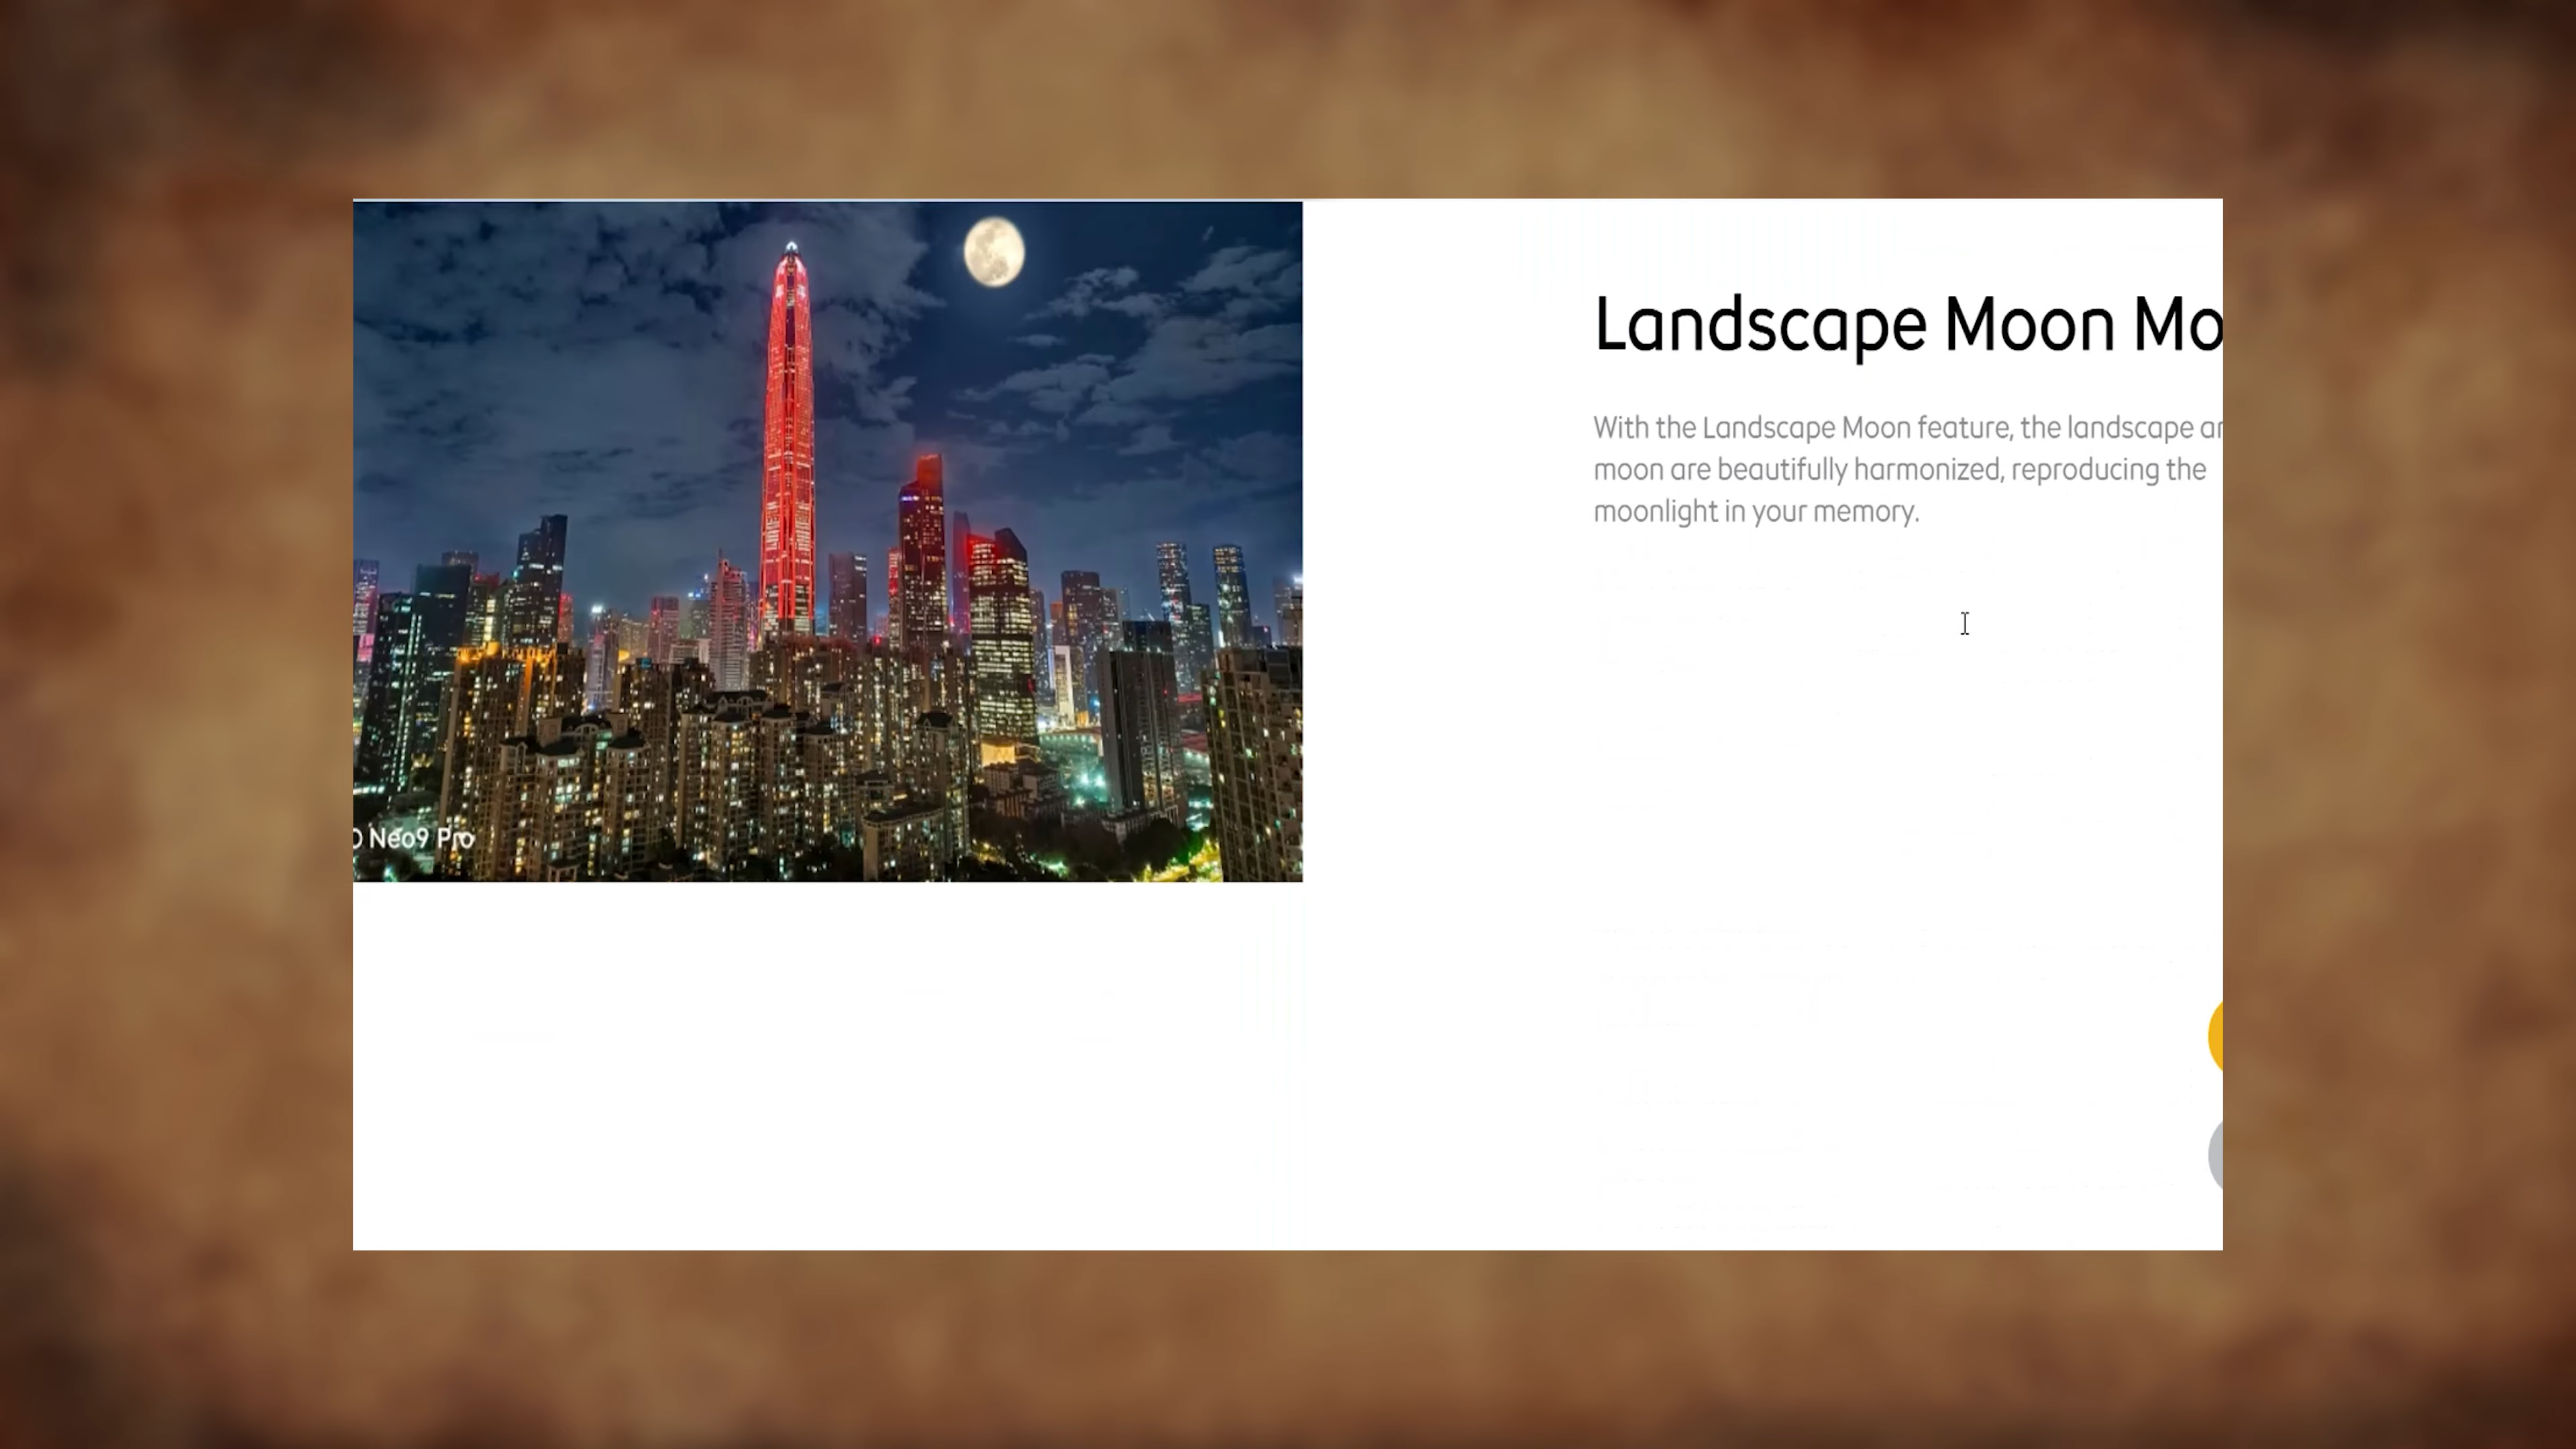 Landscape Moon Mo
With the Landscape Moon feature, the landscape ar
moon are beautifully harmonized, reproducing the
moonlight in your memory.
O Neo9 Pro